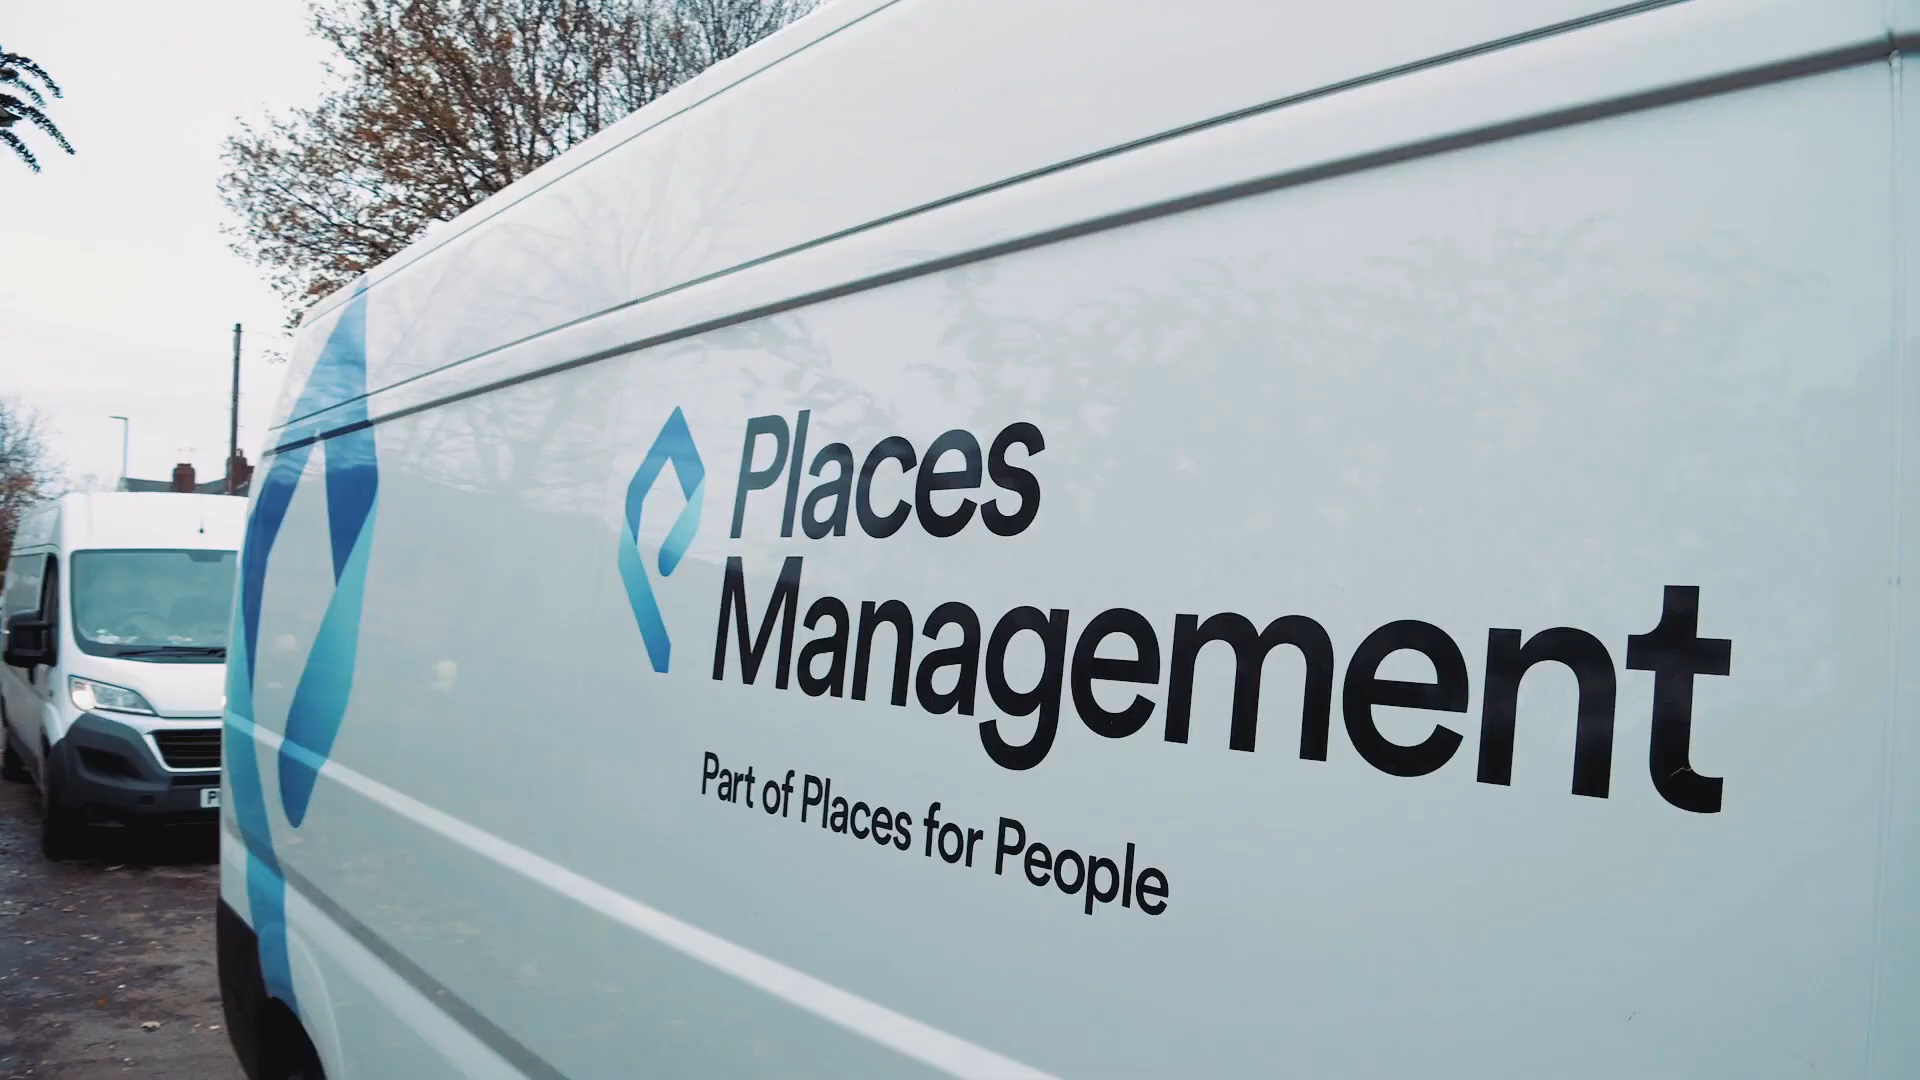 Places
Management
Part of Places for People